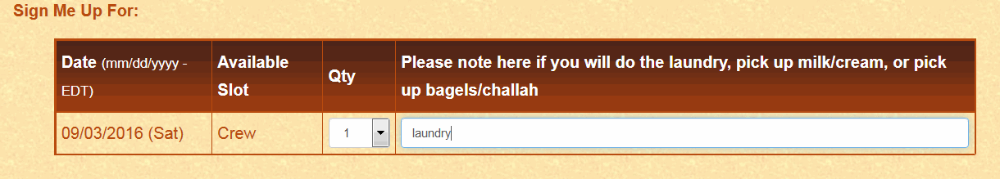 Sign Me Up For:
Date (mm/dd/yyyy - EDT)
Available Slot
Qty
Please note here if you will do the laundry, pick up milk/cream, or pick up bagels/challah
09/03/2016 (Sat)
Crew
1
laundry